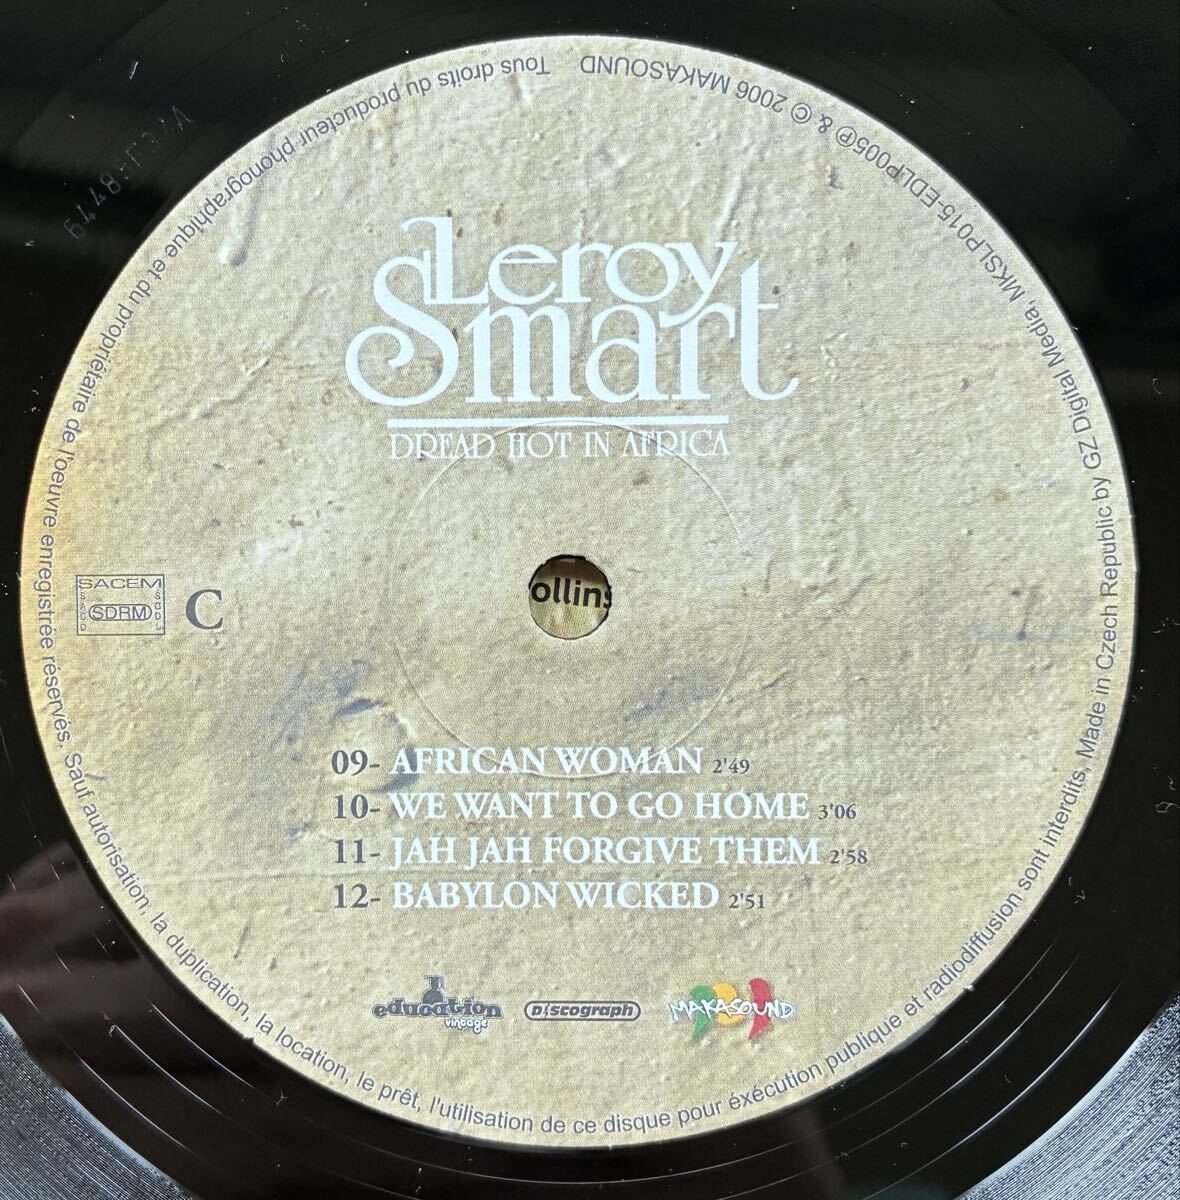 Leroy
Smart
DREAD HOT IN AFRICA
SACEM
SACD
SDRM
SGDL
C
ollins
09- AFRICAN WOMAN 2'49
10- WE WANT TO GO HOME 3'06
11- JAH JAH FORGIVE THEM 2'58
12- BABYLON WICKED 2'51
education
vintage
Discograph
MAKASOUND
Tous droits du producteur phonographique et du propriétaire de l'oeuvre enregistrée réservés. Sauf autorisation, la duplication, la location, le prêt, l'utilisation de ce disque pour éxécution publique et radiodiffusion sont interdits. Made in Czech Republic by GZ Digital Media, MKSLP015-EDLP005℗ & © 2006 MAKASOUND